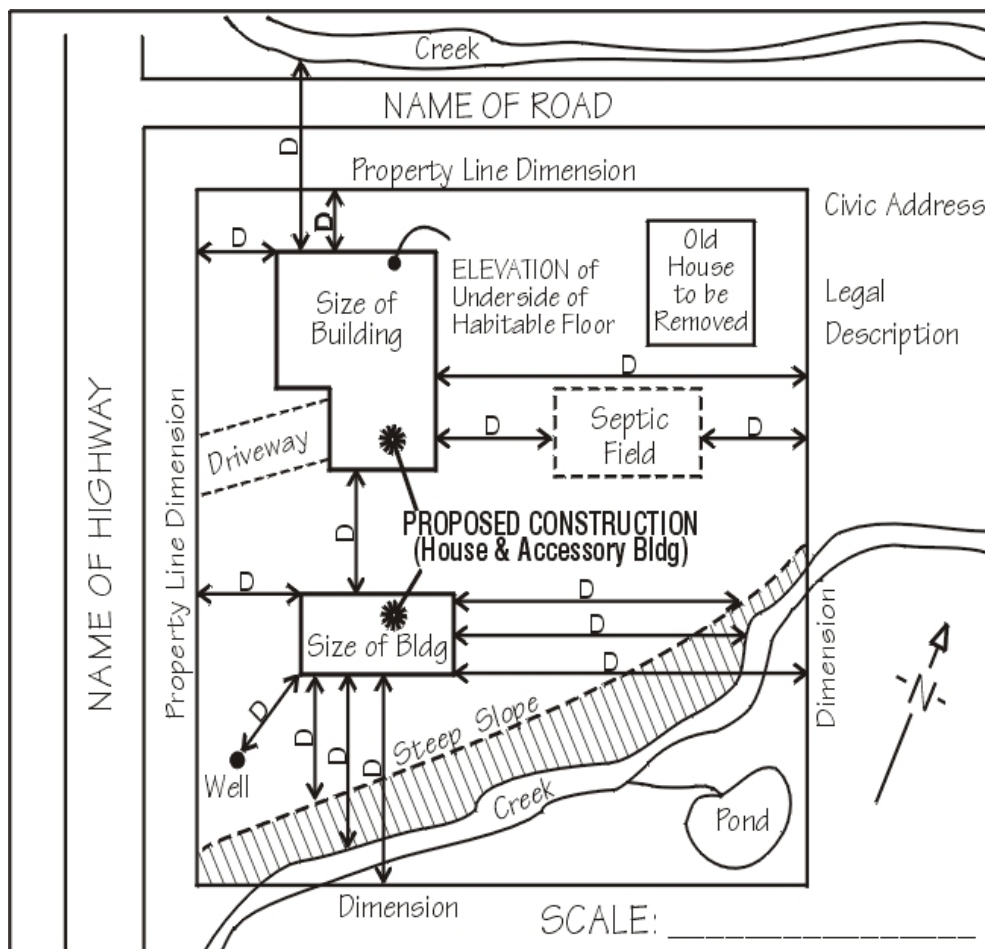 Creek
NAME OF ROAD
D
Property Line Dimension
Civic Address
D
D
Old
House
to be
Removed
ELEVATION of
Underside of
Habitable Floor
Size of
Building
Legal
Description
D
NAME OF HIGHWAY
Property Line Dimension
Driveway
D
Septic
Field
D
PROPOSED CONSTRUCTION
(House & Accessory Bldg)
D
D
D
D
Size of Bldg
D
Dimension
N
D
D
D
D
Steep Slope
Well
Creek
Pond
Dimension
SCALE: